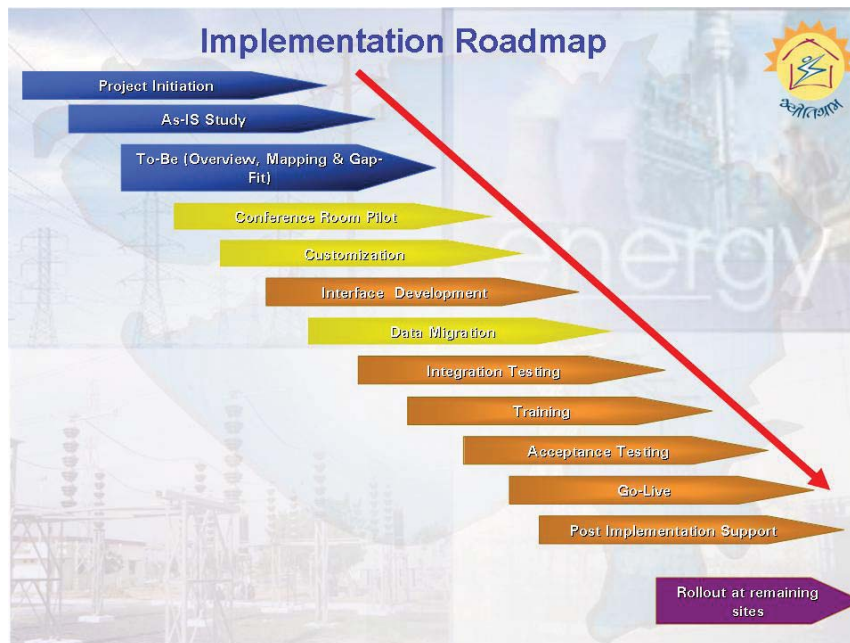 Implementation Roadmap
ज्योतिग्राम
Project Initiation
As-IS Study
To-Be (Overview, Mapping & Gap-
Fit)
Conference Room Pilot
Customization
energy
Interface Development
Data Migration
Integration Testing
Training
Acceptance Testing
Go-Live
Post Implementation Support
Rollout at remaining
sites